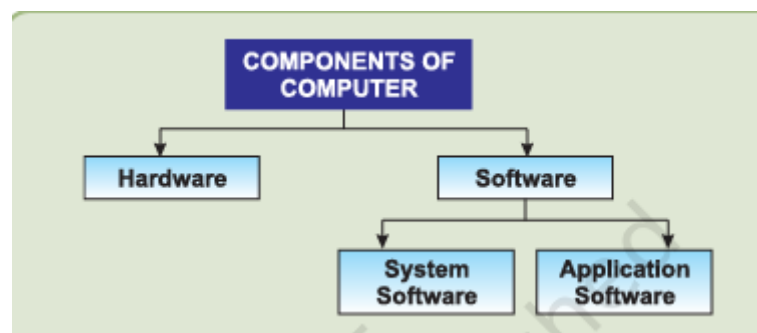 COMPONENTS OF
COMPUTER
Hardware
Software
System
Software
Application
Software